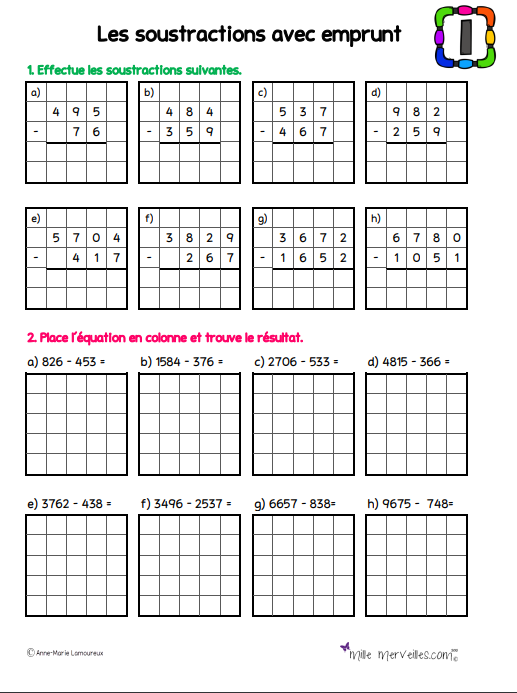 Les soustractions avec emprunt
1
1. Effectue les soustractions suivantes.
a) b) c) d)
4 9 5 4 8 4 5 3 7 9 8 2
- 7 6 - 3 5 9 - 4 6 7 - 2 5 9
e) f) g) h)
5 7 0 4 3 8 2 9 3 6 7 2 6 7 8 0
- 4 1 7 - 2 6 7 - 1 6 5 2 - 1 0 5 1
2. Place l'équation en colonne et trouve le résultat.
a) 826 - 453 = b) 1584 - 376 = c) 2706 - 533 = d) 4815 - 366 =
e) 3762 - 438 = f) 3496 - 2537 = g) 6657 - 838= h) 9675 - 748=
© Anne-Marie Lamoureux
Mille Merveilles.com ©